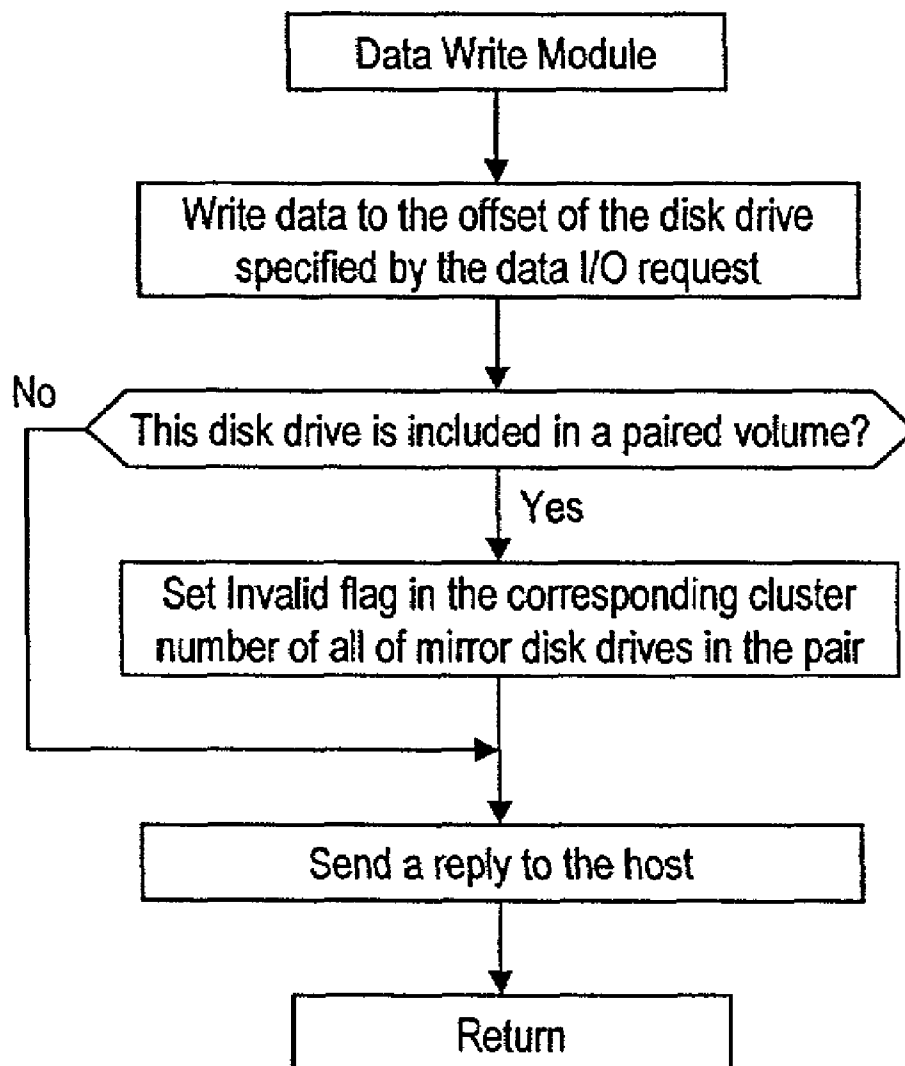 Data Write Module
Write data to the offset of the disk drive
specified by the data I/O request
No
This disk drive is included in a paired volume?
Yes
Set Invalid flag in the corresponding cluster
number of all of mirror disk drives in the pair
Send a reply to the host
Return